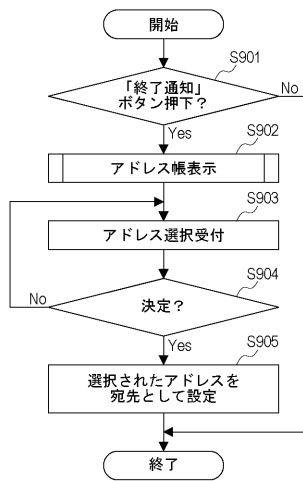 開始
S901
「終了通知」
ボタン押下？
No
Yes
S902
アドレス帳表示
S903
アドレス選択受付
S904
決定？
No
Yes
S905
選択されたアドレスを
宛先として設定
終了